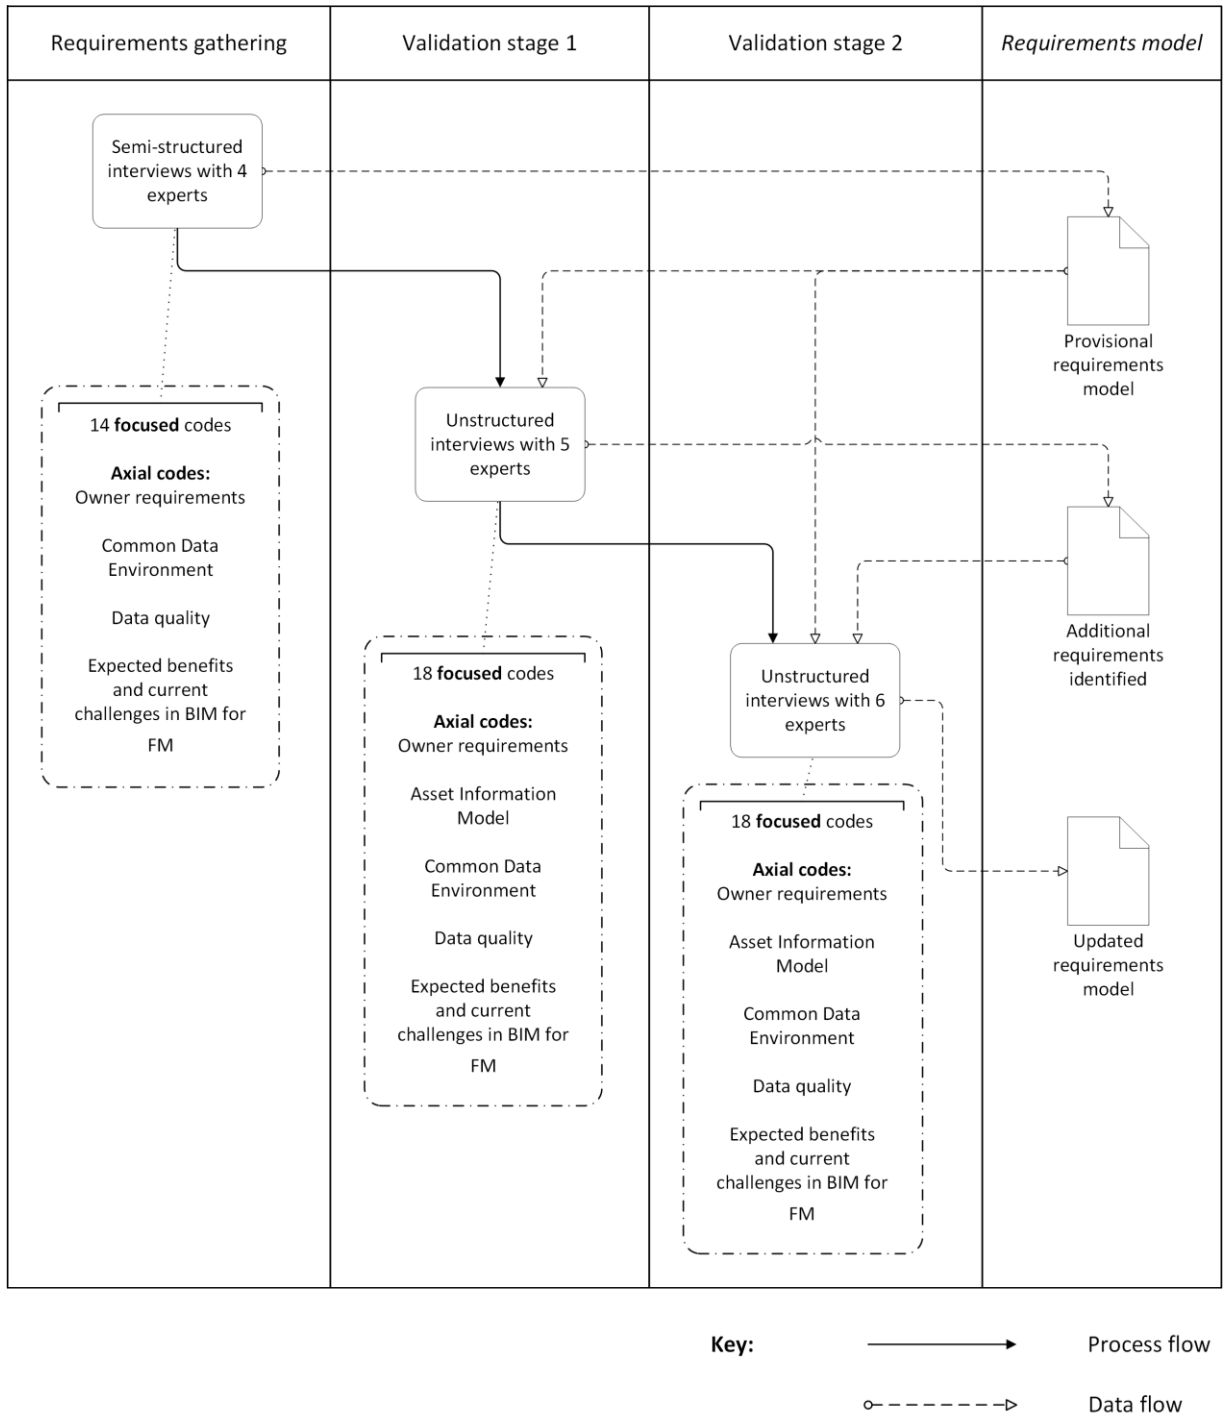 Requirements gathering
Validation stage 1
Validation stage 2
Requirements model
Semi-structured
interviews with 4
experts
Provisional
requirements
model
14 focused codes
Axial codes:
Owner requirements
Common Data
Environment
Data quality
Expected benefits
and current
challenges in BIM for
FM
Unstructured
interviews with 5
experts
Additional
requirements
identified
18 focused codes
Axial codes:
Owner requirements
Asset Information
Model
Common Data
Environment
Data quality
Expected benefits
and current
challenges in BIM for
FM
Unstructured
interviews with 6
experts
Updated
requirements
model
18 focused codes
Axial codes:
Owner requirements
Asset Information
Model
Common Data
Environment
Data quality
Expected benefits
and current
challenges in BIM for
FM
Key:
Process flow
Data flow